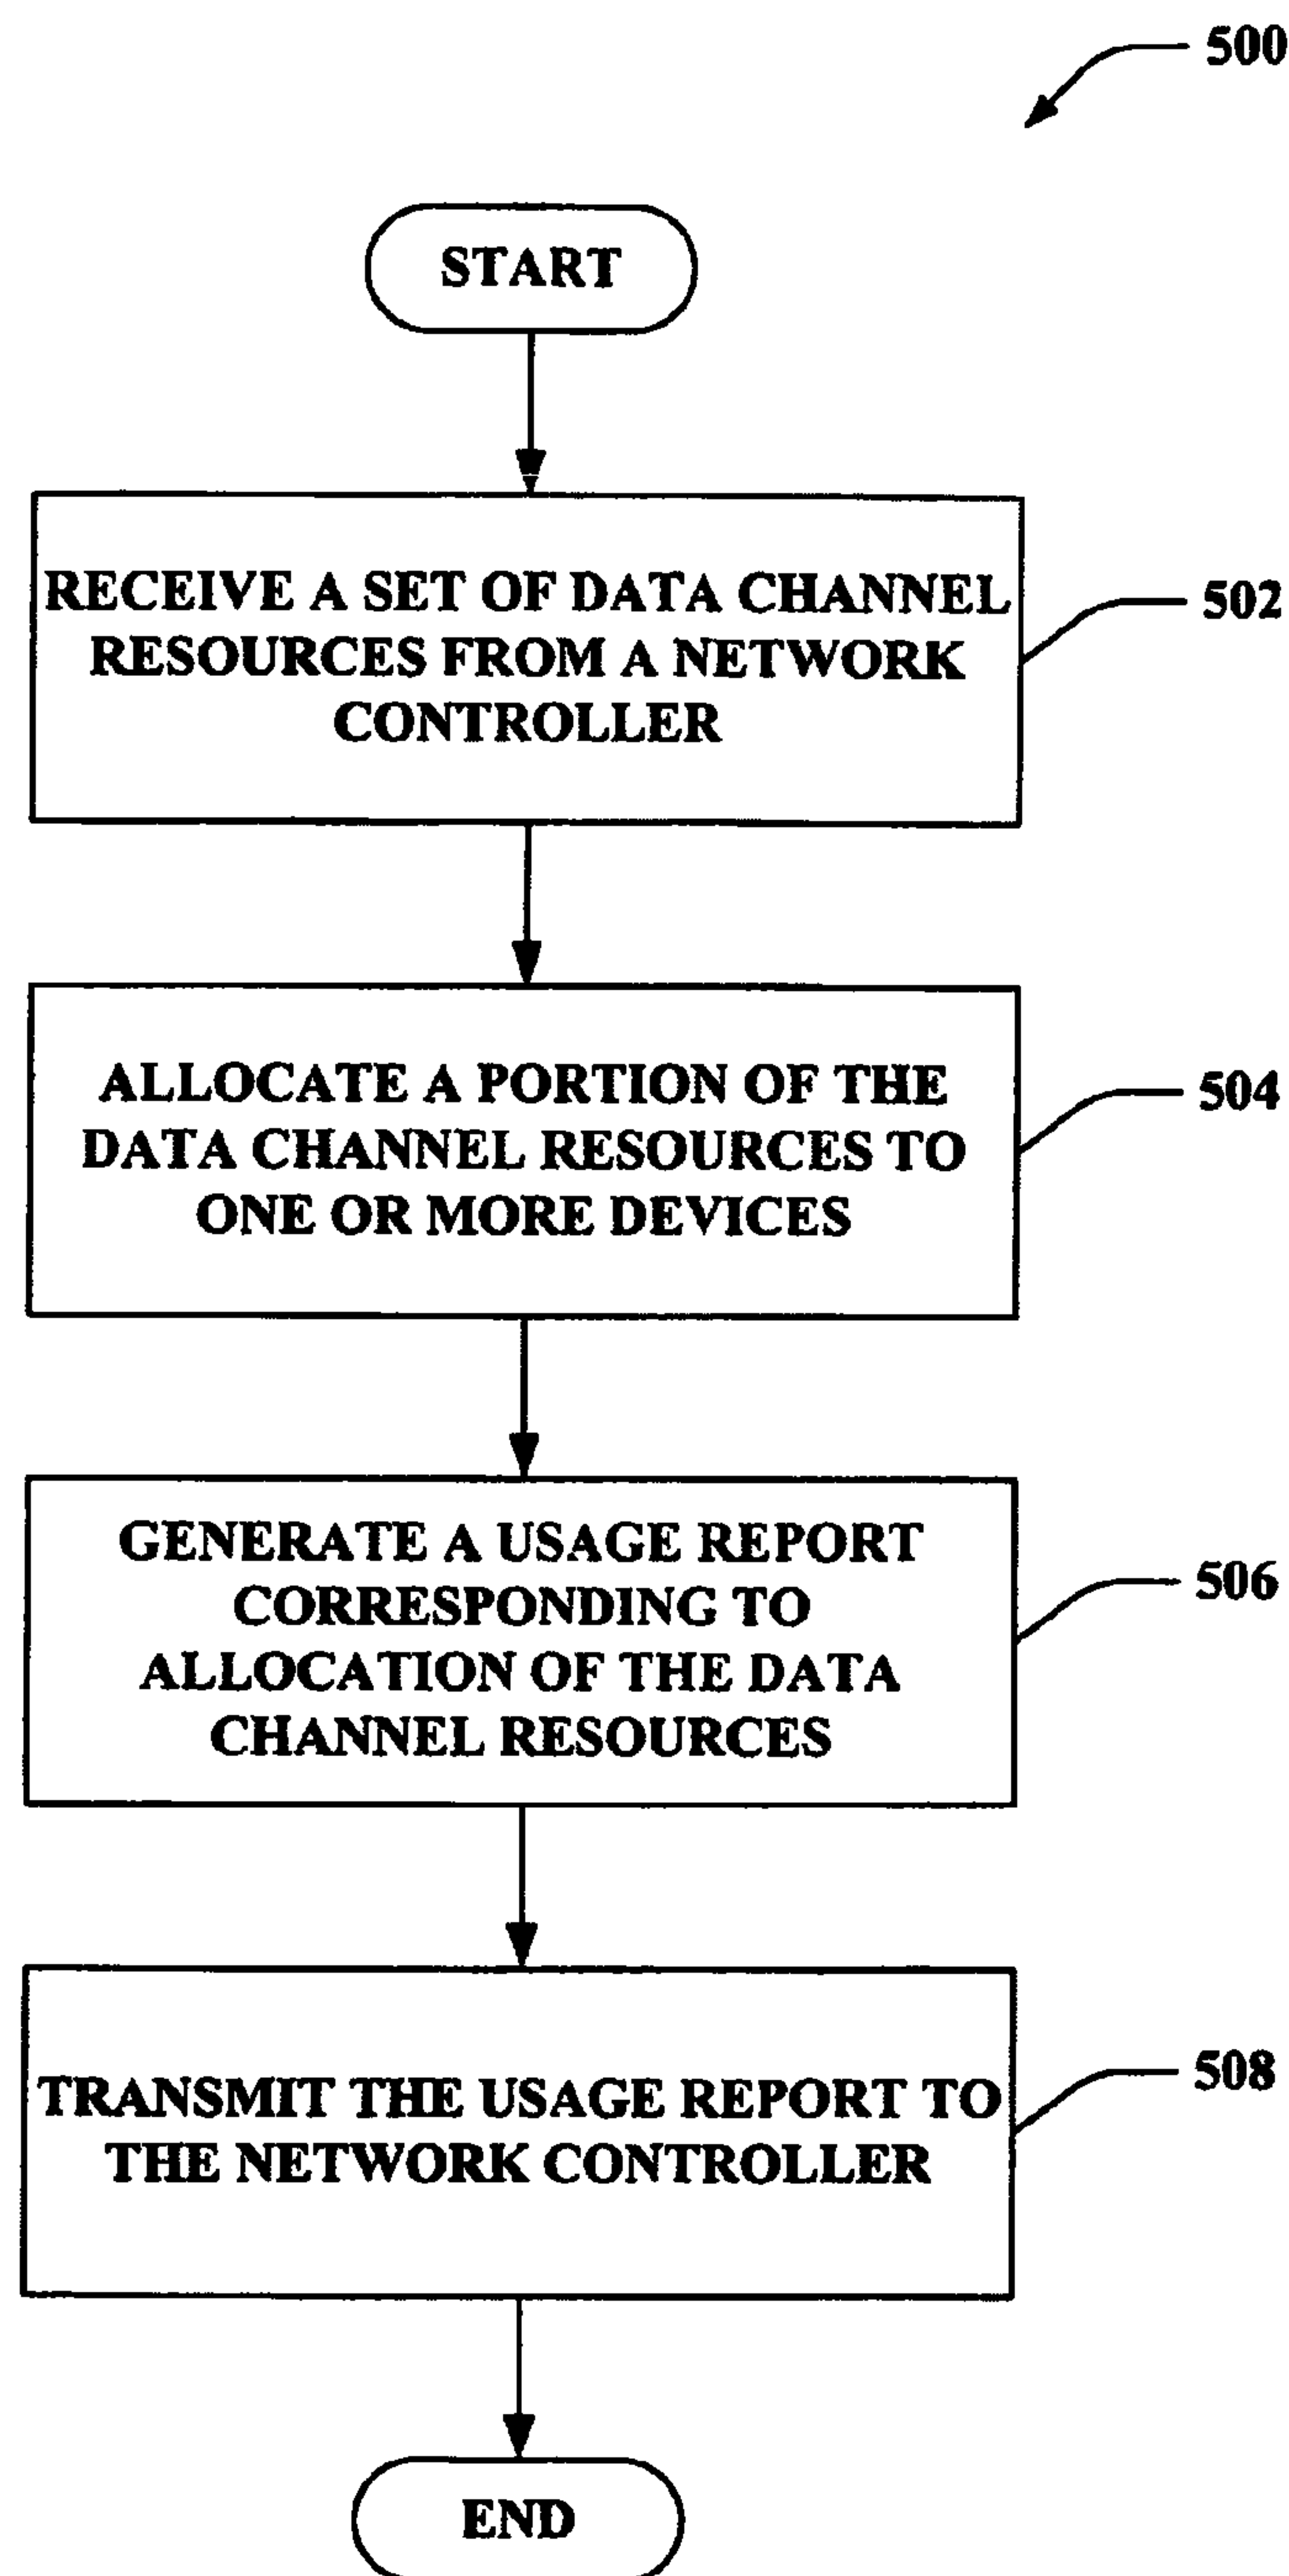 500
START
RECEIVE A SET OF DATA CHANNEL
RESOURCES FROM A NETWORK
CONTROLLER
502
ALLOCATE A PORTION OF THE
DATA CHANNEL RESOURCES TO
ONE OR MORE DEVICES
504
GENERATE A USAGE REPORT
CORRESPONDING TO
ALLOCATION OF THE DATA
CHANNEL RESOURCES
506
TRANSMIT THE USAGE REPORT TO
THE NETWORK CONTROLLER
508
END